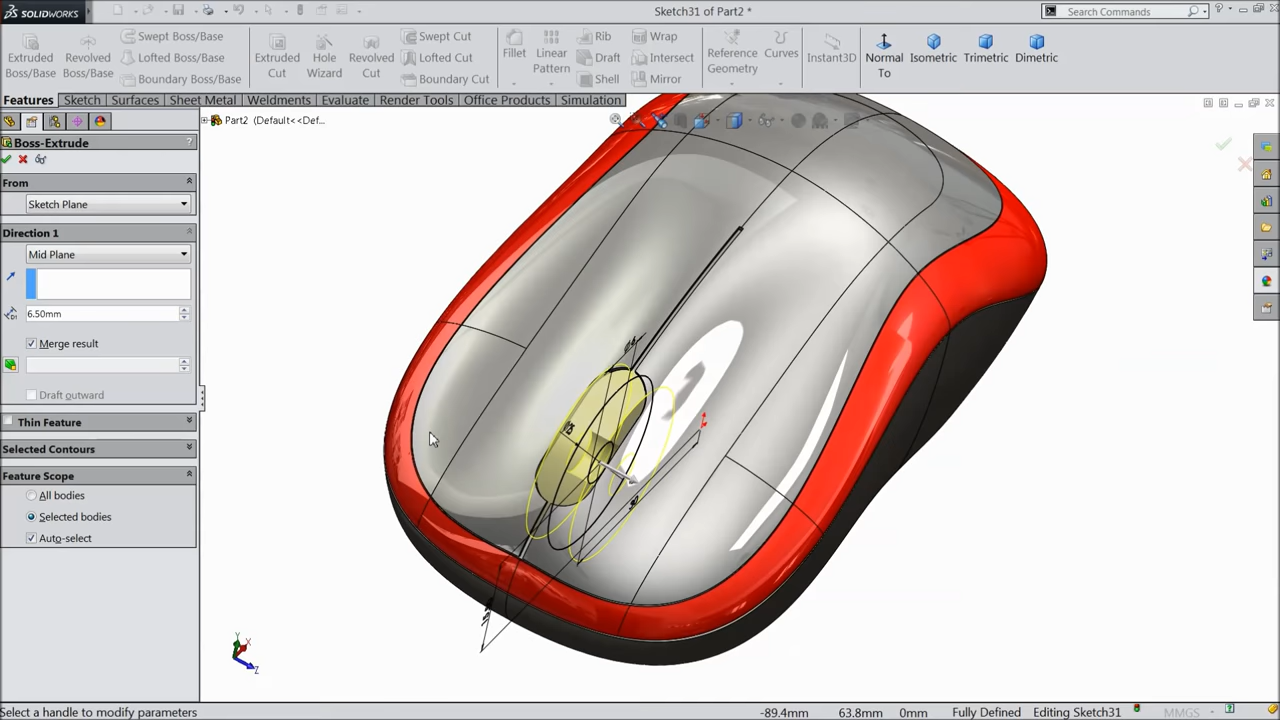 SOLIDWORKS
Sketch31 of Part2 *
Search Commands
?
Extruded Boss/Base
Revolved Boss/Base
Swept Boss/Base
Lofted Boss/Base
Boundary Boss/Base
Extruded Cut
Hole Wizard
Revolved Cut
Swept Cut
Lofted Cut
Boundary Cut
Fillet
Linear Pattern
Rib
Draft
Shell
Wrap
Intersect
Mirror
Reference Geometry
Curves
Instant3D
Normal To
Isometric
Trimetric
Dimetric
Features Sketch Surfaces Sheet Metal Weldments Evaluate Render Tools Office Products Simulation
Part2 (Default<<Def...
Boss-Extrude
?
From
Sketch Plane
Direction 1
Mid Plane
6.50mm
Merge result
Draft outward
Thin Feature
Selected Contours
Feature Scope
All bodies
Selected bodies
Auto-select
Y
X
Z
Select a handle to modify parameters
-89.4mm 63.8mm 0mm Fully Defined Editing Sketch31 MMGS ?